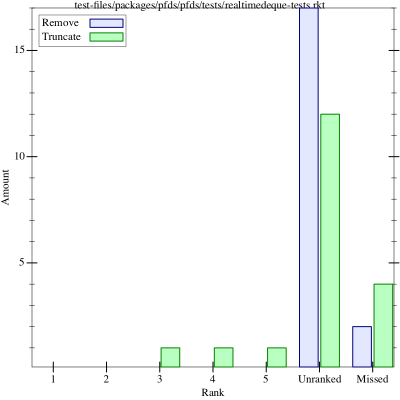 test-files/packages/pfds/pfds/tests/realtimedeque-tests.rkt
Remove
Truncate
15
10
5
Amount
1 2 3 4 5 Unranked Missed
Rank